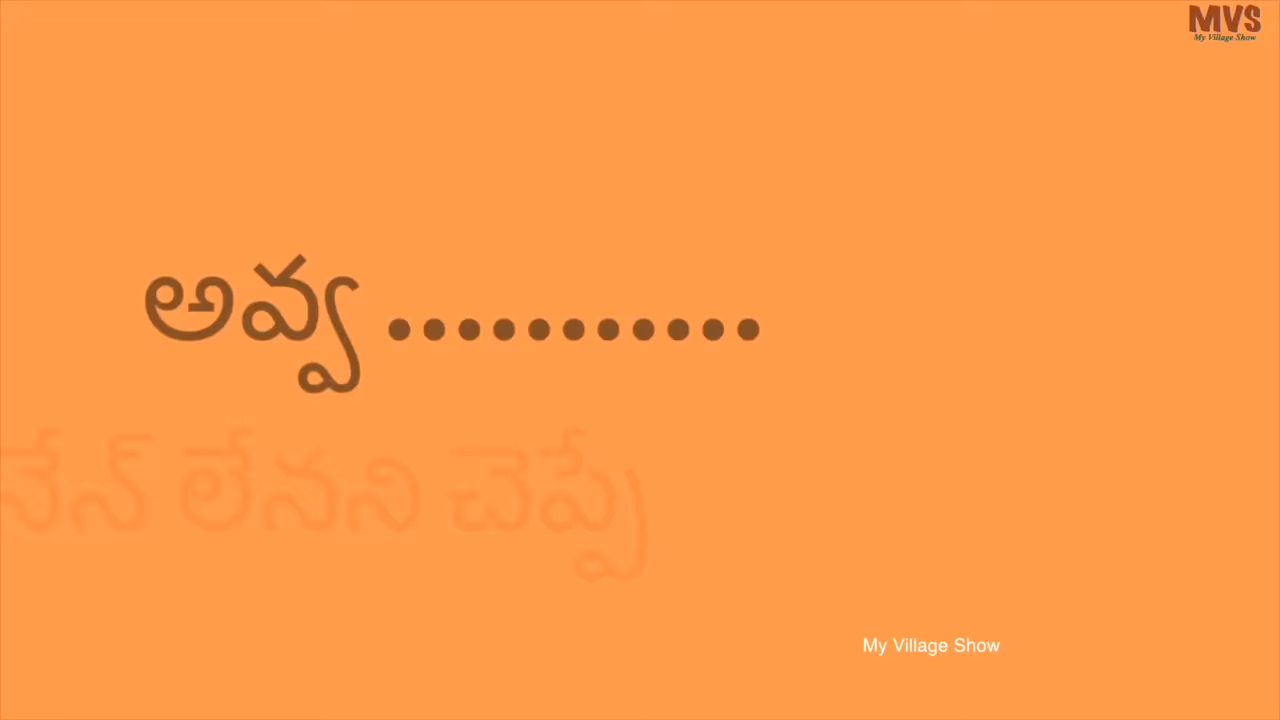 MVS
My Village Show
అవ్వ ...........
నేన్ లేనని చెప్పే
My Village Show